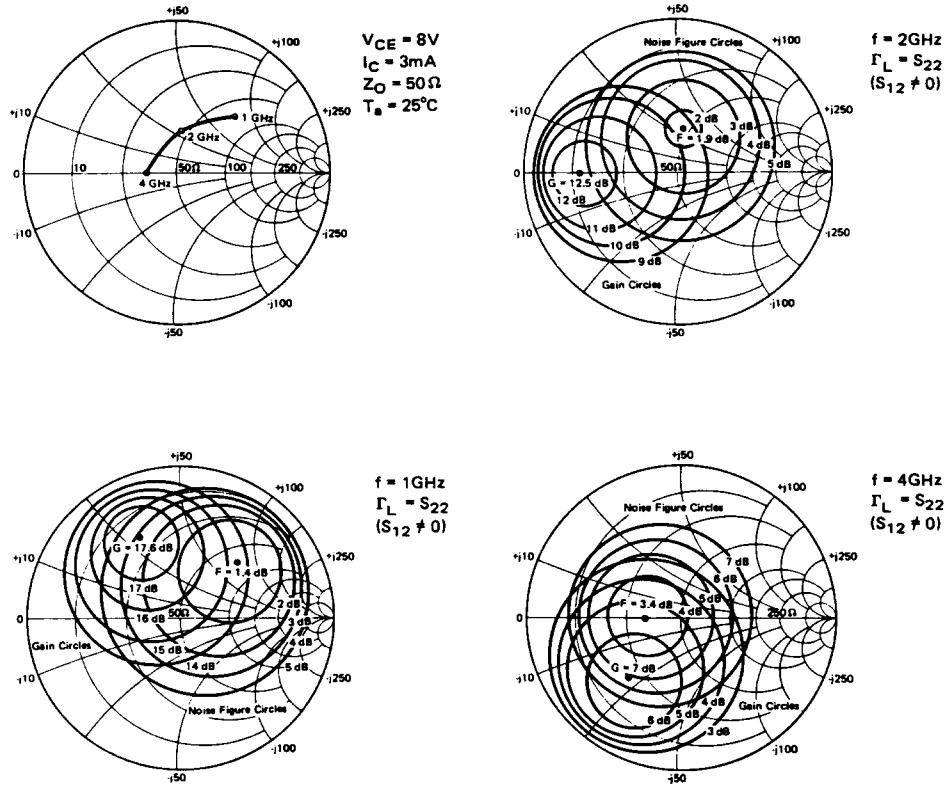 +j50
+j100
+j250
+j10
1 GHz
2 GHz
4 GHz
10
50Ω
100
250
0
-j10
-j250
-j100
-j50
V_CE = 8V
I_C = 3mA
Z_O = 50Ω
T_a = 25°C
+j50
Noise Figure Circles
+j100
+j250
+j10
2 dB
F = 1.9 dB
3 dB
4 dB
5 dB
50Ω
0
G = 12.5 dB
12 dB
11 dB
10 dB
9 dB
Gain Circles
-j10
-j250
-j100
-j50
f = 2GHz
Γ_L = S_22
(S_12 ≠ 0)
+j50
+j100
+j250
+j10
G = 17.6 dB
F = 1.4 dB
17 dB
50Ω
2 dB
16 dB
3 dB
0
4 dB
Gain Circles
15 dB
14 dB
5 dB
-j10
-j250
Noise Figure Circles
-j100
-j50
f = 1GHz
Γ_L = S_22
(S_12 ≠ 0)
+j50
Noise Figure Circles
+j100
+j250
+j10
7 dB
6 dB
5 dB
F = 3.4 dB
4 dB
250 Ω
0
G = 7 dB
-j10
-j250
4 dB
5 dB
6 dB
3 dB
Gain Circles
-j100
-j50
f = 4GHz
Γ_L = S_22
(S_12 ≠ 0)